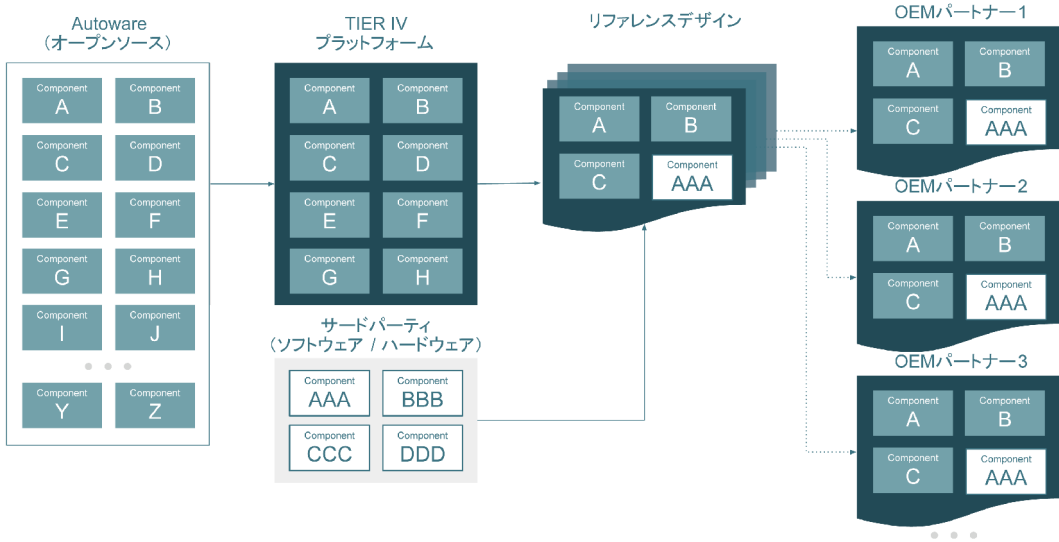 Autoware
（オープンソース）
Component
A
Component
B
Component
C
Component
D
Component
E
Component
F
Component
G
Component
H
Component
I
Component
J
Component
Y
Component
Z
TIER IV
プラットフォーム
Component
A
Component
B
Component
C
Component
D
Component
E
Component
F
Component
G
Component
H
サードパーティ
（ソフトウェア / ハードウェア）
Component
AAA
Component
BBB
Component
CCC
Component
DDD
リファレンスデザイン
Component
A
Component
B
Component
C
Component
AAA
OEMパートナー1
Component
A
Component
B
Component
C
Component
AAA
OEMパートナー2
Component
A
Component
B
Component
C
Component
AAA
OEMパートナー3
Component
A
Component
B
Component
C
Component
AAA